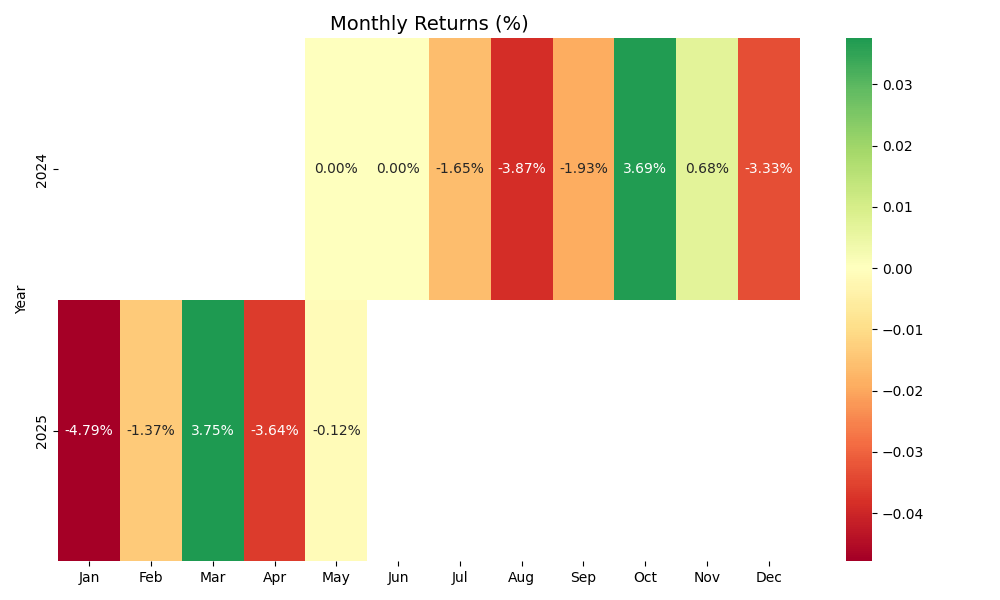 Monthly Returns (%)
Year
2024
0.00% 0.00% -1.65% -3.87% -1.93% 3.69% 0.68% -3.33%
2025
-4.79% -1.37% 3.75% -3.64% -0.12%
Jan Feb Mar Apr May Jun Jul Aug Sep Oct Nov Dec
0.03
0.02
0.01
0.00
−0.01
−0.02
−0.03
−0.04